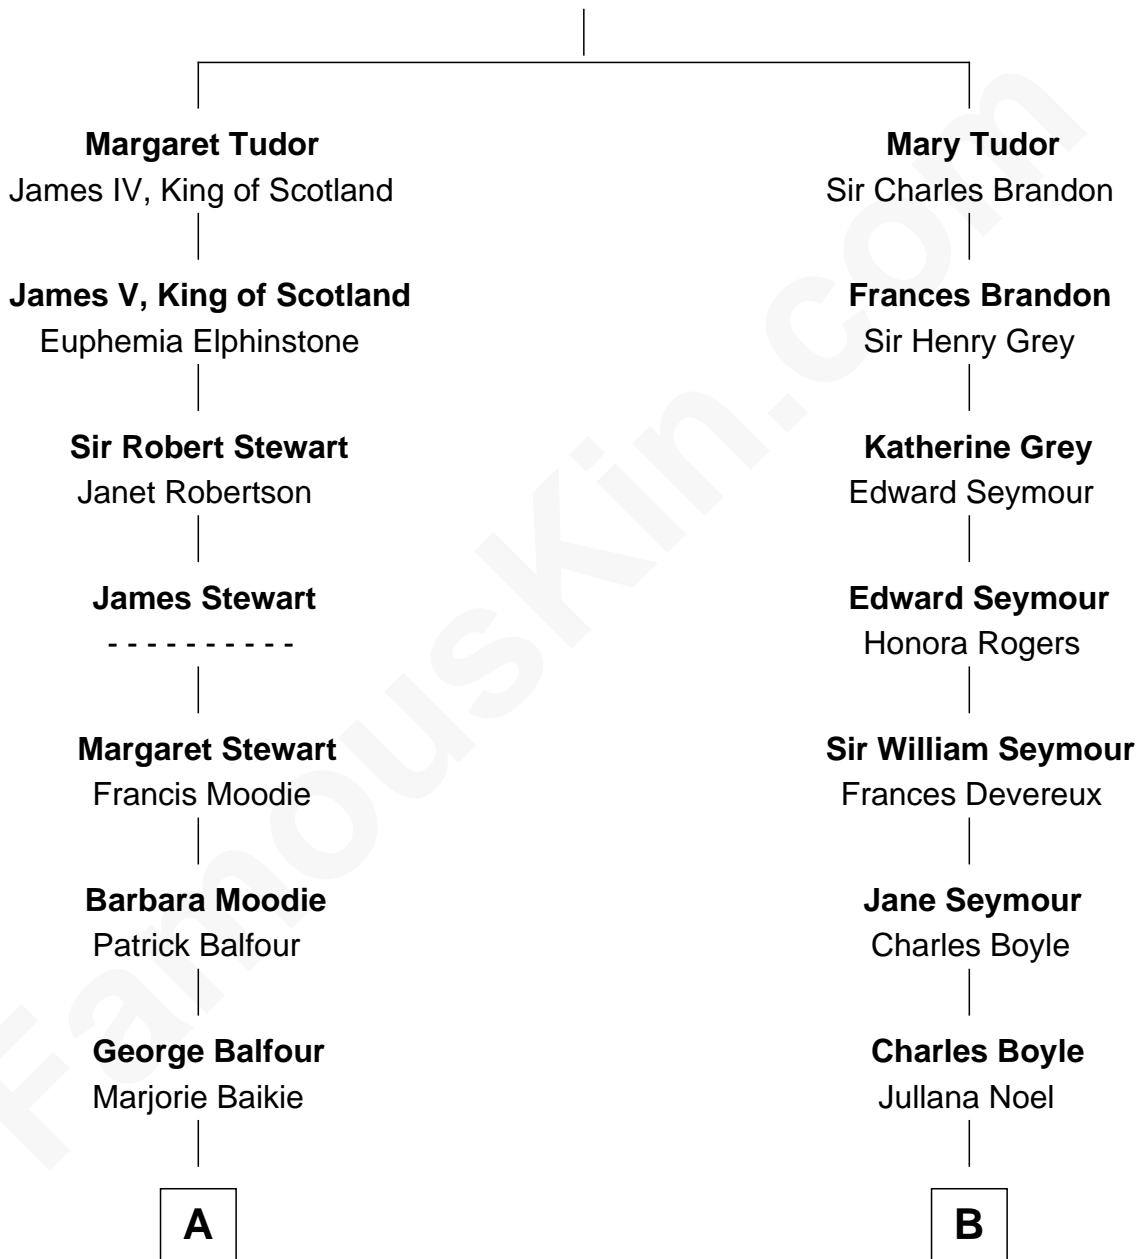 Margaret Tudor
James IV, King of Scotland
Mary Tudor
Sir Charles Brandon
James V, King of Scotland
Euphemia Elphinstone
Frances Brandon
Sir Henry Grey
Sir Robert Stewart
Janet Robertson
Katherine Grey
Edward Seymour
James Stewart
- - - - - - - - - -
Edward Seymour
Honora Rogers
Margaret Stewart
Francis Moodie
Sir William Seymour
Frances Devereux
Barbara Moodie
Patrick Balfour
Jane Seymour
Charles Boyle
George Balfour
Marjorie Baikie
Charles Boyle
Jullana Noel
A
B
FamousKin.com